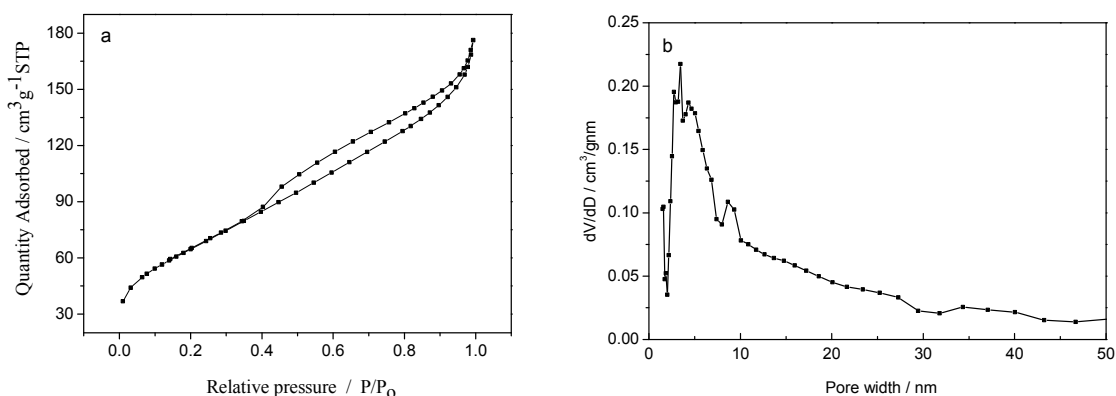 a
180
150
120
90
60
30
Quantity Adsorbed / cm³g⁻¹STP
0.0 0.2 0.4 0.6 0.8 1.0
Relative pressure / P/P₀
b
0.25
0.20
0.15
0.10
0.05
0.00
dV/dD / cm³/gnm
0 10 20 30 40 50
Pore width / nm